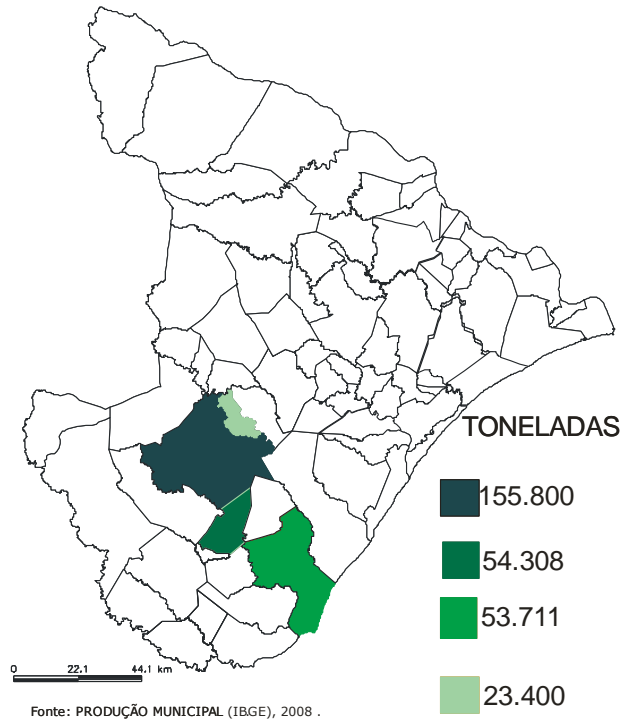 TONELADAS
155.800
54.308
53.711
23.400
0 22,1 44,1 km
Fonte: PRODUÇÃO MUNICIPAL (IBGE), 2008 .